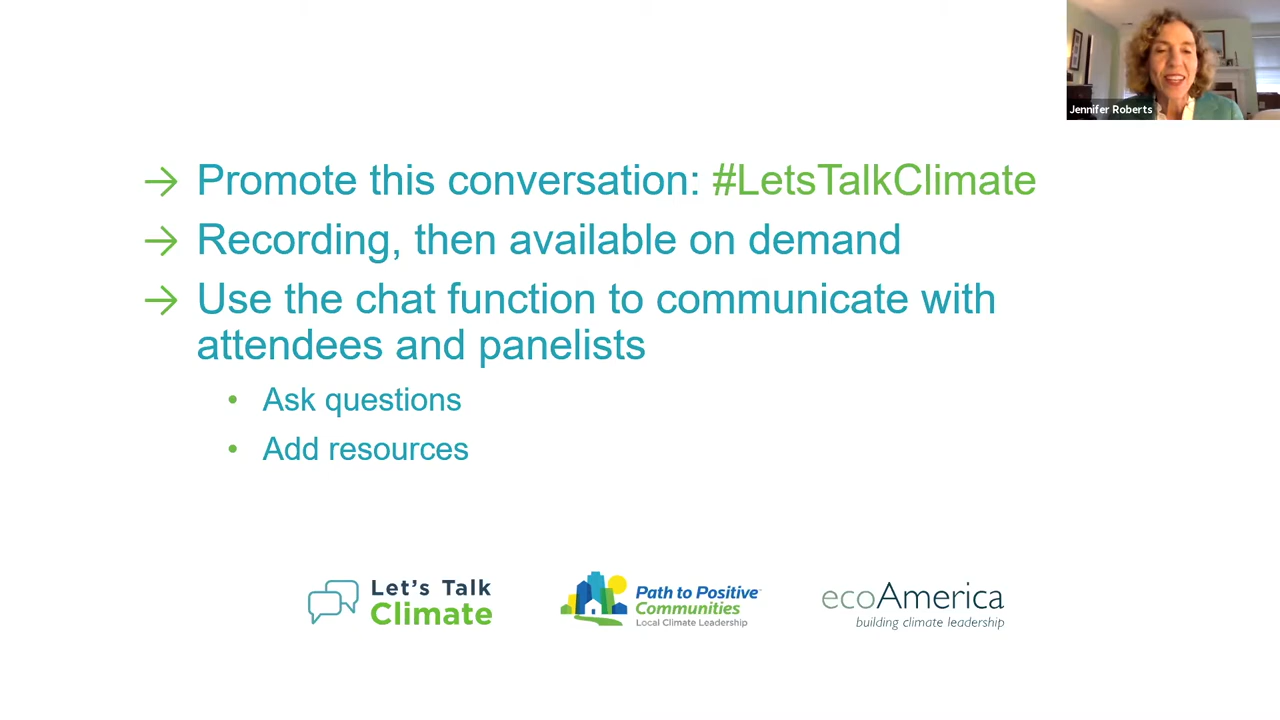 Jennifer Roberts
→ Promote this conversation: #LetsTalkClimate
→ Recording, then available on demand
→ Use the chat function to communicate with
attendees and panelists
• Ask questions
• Add resources
Let's Talk
Climate
Path to Positive
Communities
Local Climate Leadership
ecoAmerica
building climate leadership